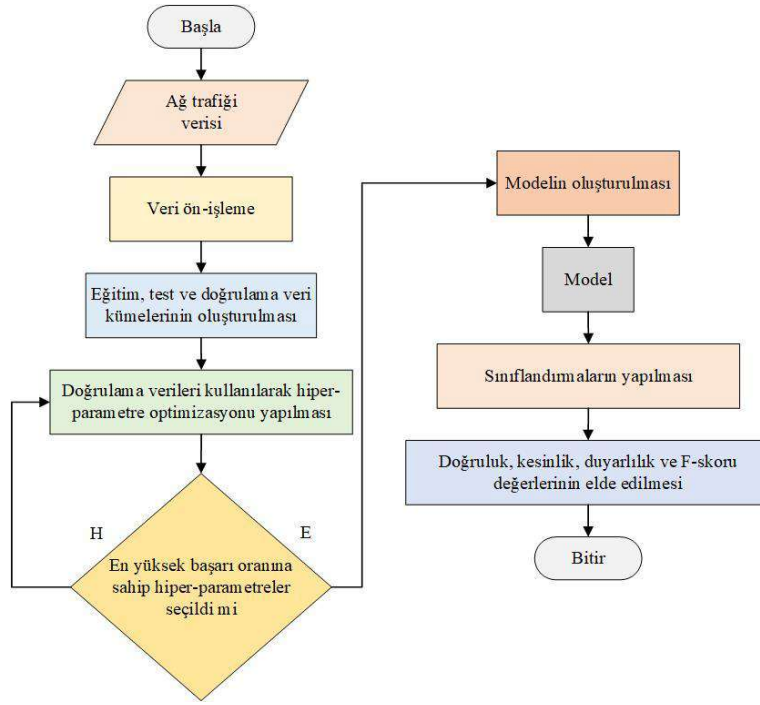 Başla
Ağ trafiği
verisi
Veri ön-işleme
Eğitim, test ve doğrulama veri
kümelerinin oluşturulması
Doğrulama verileri kullanılarak hiper-
parametre optimizasyonu yapılması
H
E
En yüksek başarı oranına
sahip hiper-parametreler
seçildi mi
Modelin oluşturulması
Model
Sınıflandırmaların yapılması
Doğruluk, kesinlik, duyarlılık ve F-skoru
değerlerinin elde edilmesi
Bitir